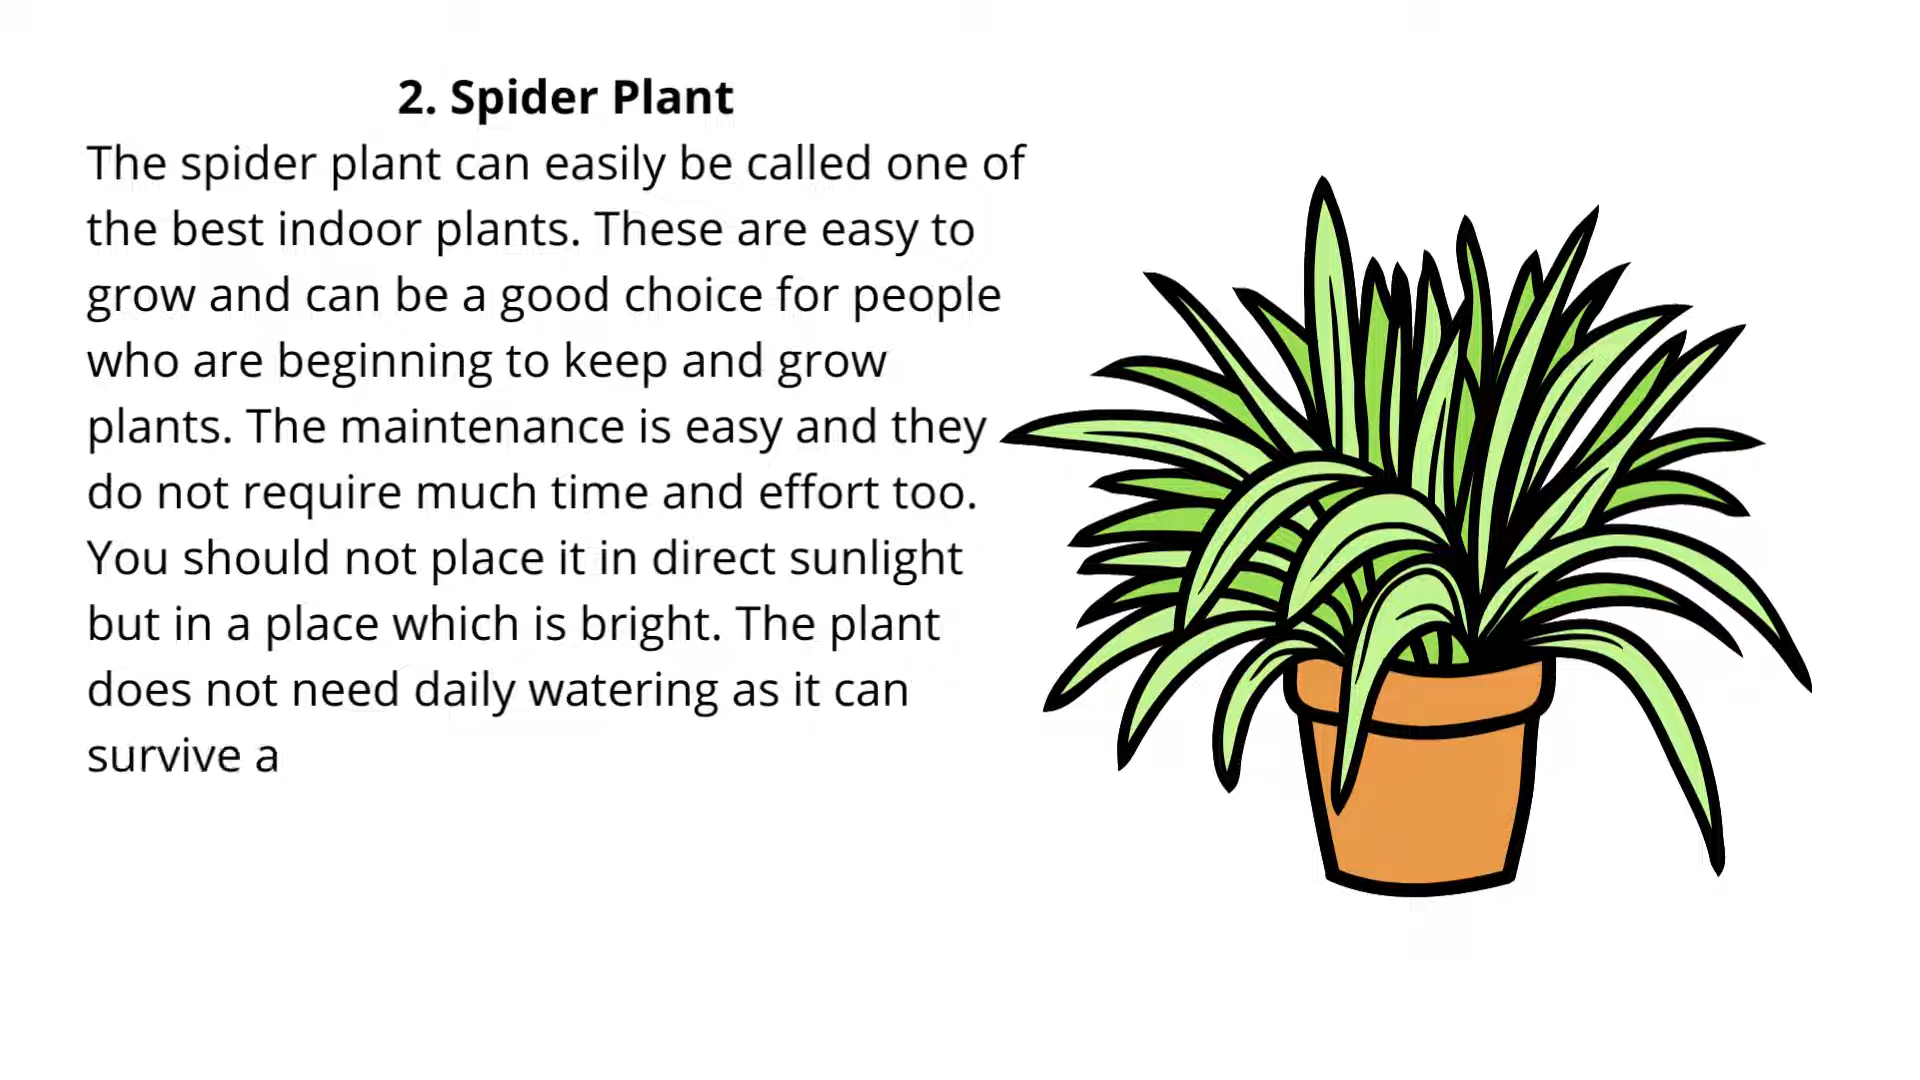 2. Spider Plant
The spider plant can easily be called one of
the best indoor plants. These are easy to
grow and can be a good choice for people
who are beginning to keep and grow
plants. The maintenance is easy and they
do not require much time and effort too.
You should not place it in direct sunlight
but in a place which is bright. The plant
does not need daily watering as it can
survive a